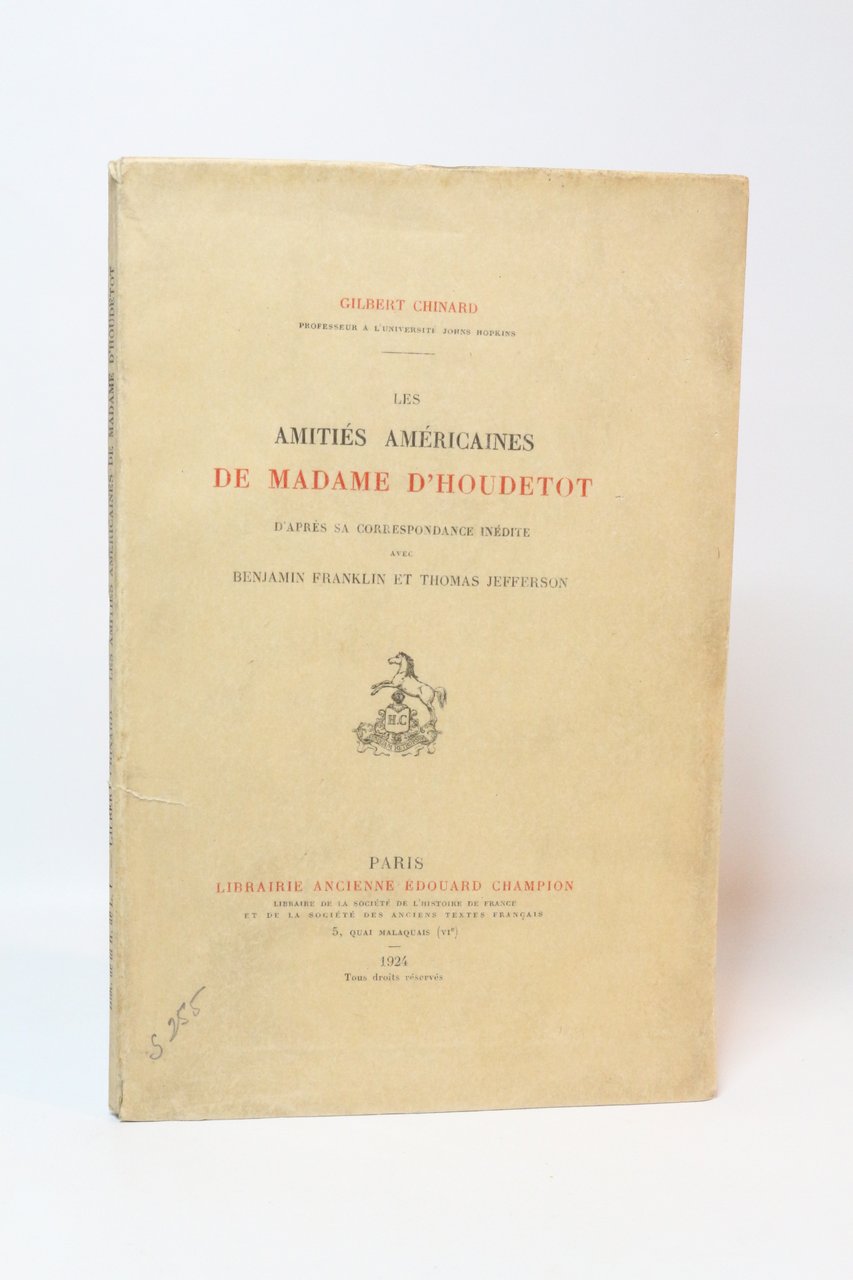 GILBERT CHINARD
PROFESSEUR A L'UNIVERSITÉ JOHNS HOPKINS
LES
AMITIÉS AMÉRICAINES
DE MADAME D'HOUDETOT
D'APRÈS SA CORRESPONDANCE INÉDITE
AVEC
BENJAMIN FRANKLIN ET THOMAS JEFFERSON
H.C
PARIS
LIBRAIRIE ANCIENNE ÉDOUARD CHAMPION
LIBRAIRE DE LA SOCIÉTÉ DE L'HISTOIRE DE FRANCE
ET DE LA SOCIÉTÉ DES ANCIENS TEXTES FRANÇAIS
5, QUAI MALAQUAIS (VIe)
1924
Tous droits réservés
S 255
LES AMITIÉS AMÉRICAINES DE MADAME D'HOUDETOT